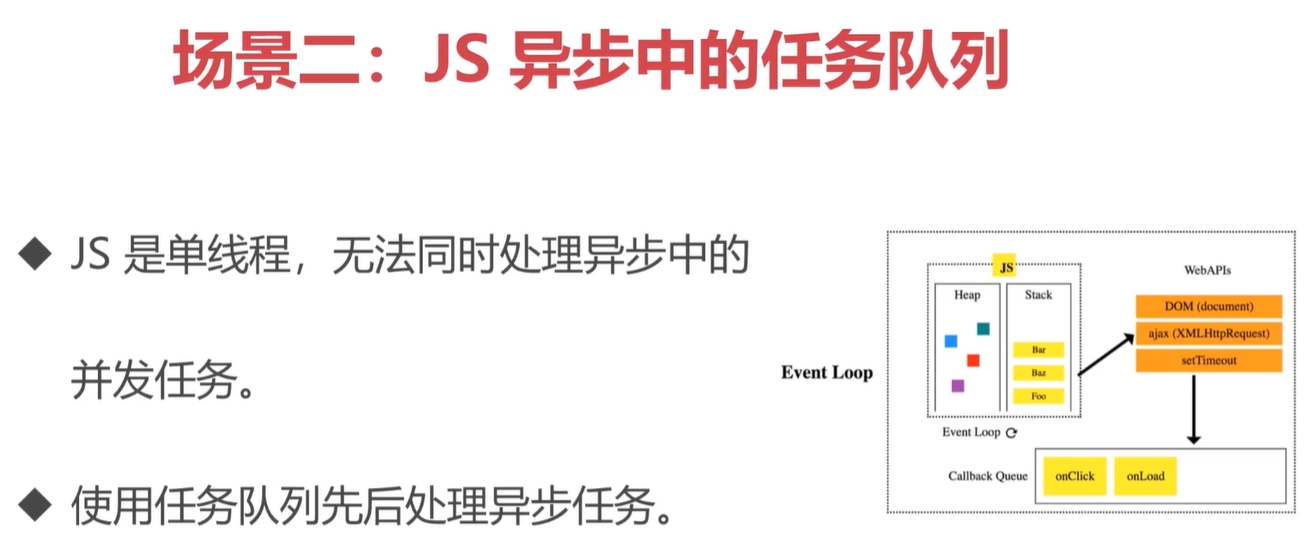 场景二：JS 异步中的任务队列
◆ JS 是单线程，无法同时处理异步中的
并发任务。
◆ 使用任务队列先后处理异步任务。
Event Loop
JS
Heap
Stack
Bar
Baz
Foo
Event Loop ⟳
WebAPIs
DOM (document)
ajax (XMLHttpRequest)
setTimeout
Callback Queue
onClick
onLoad